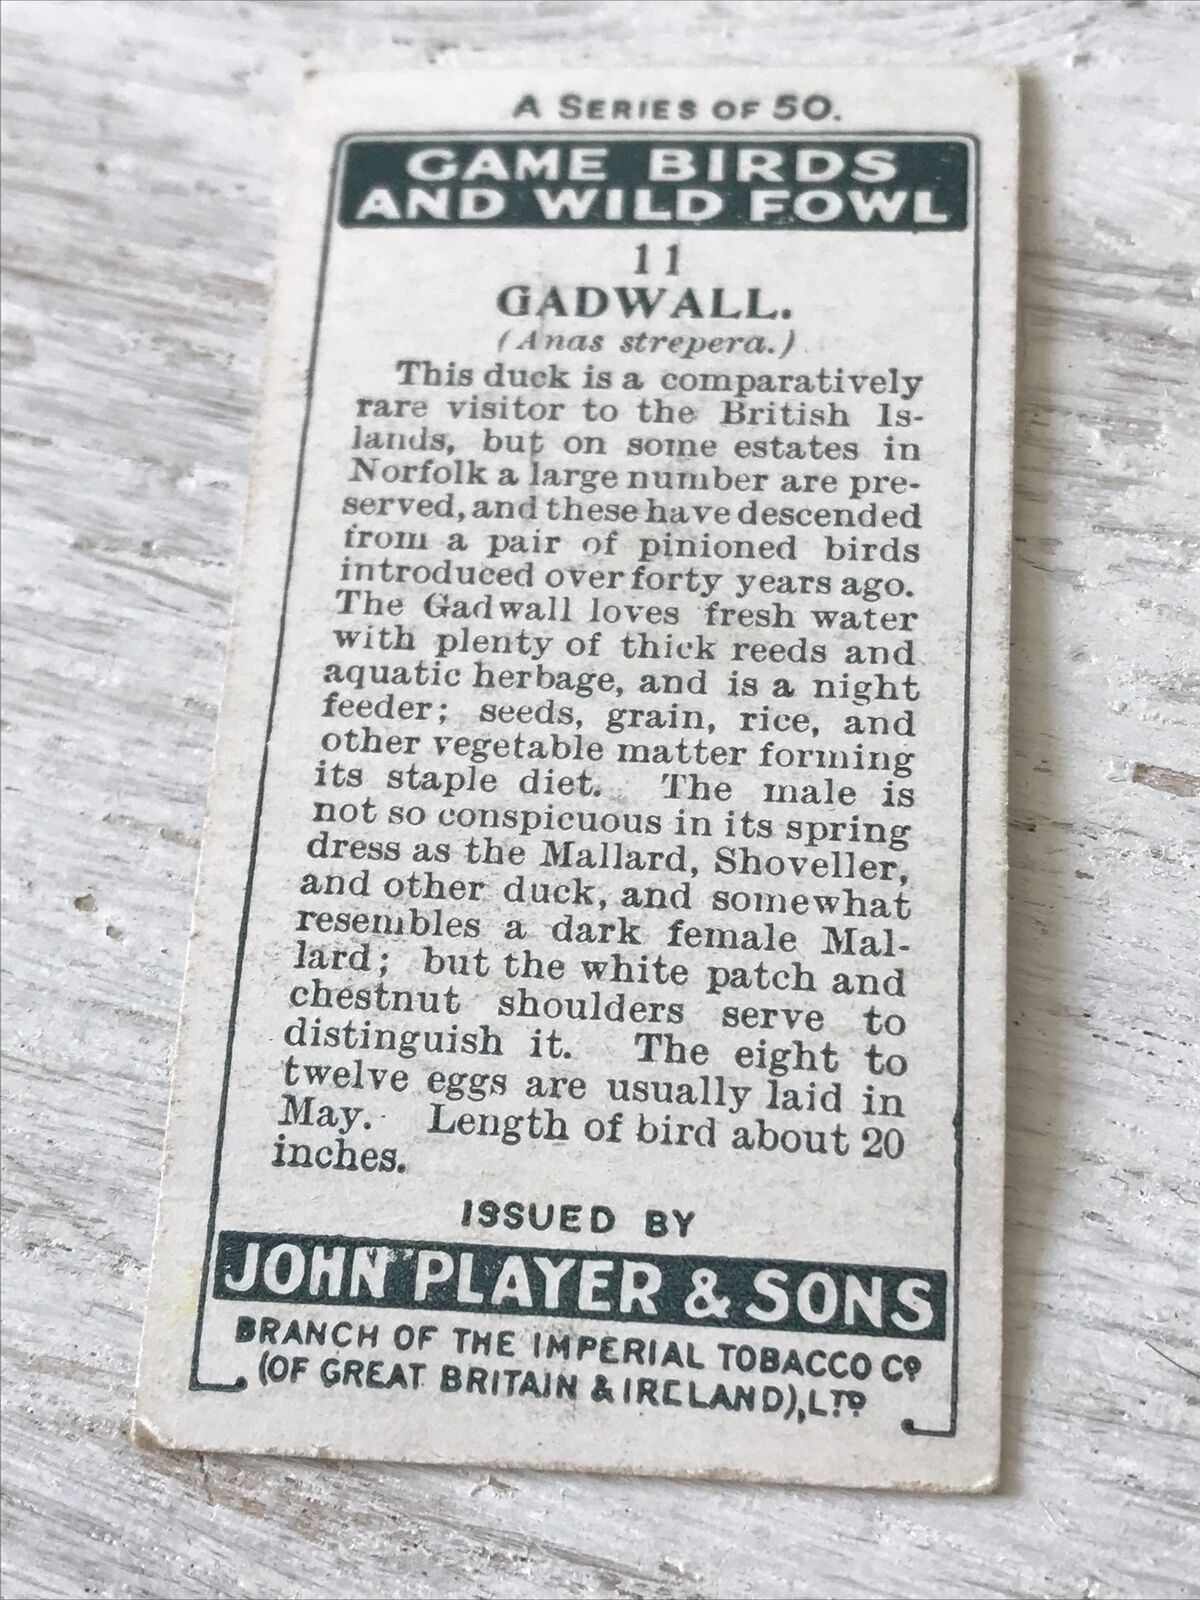 A SERIES OF 50.
GAME BIRDS
AND WILD FOWL
11
GADWALL.
(Anas strepera.)
This duck is a comparatively
rare visitor to the British Is-
lands, but on some estates in
Norfolk a large number are pre-
served, and these have descended
from a pair of pinioned birds
introduced over forty years ago.
The Gadwall loves fresh water
with plenty of thick reeds and
aquatic herbage, and is a night
feeder; seeds, grain, rice, and
other vegetable matter forming
its staple diet. The male is
not so conspicuous in its spring
dress as the Mallard, Shoveller,
and other duck, and somewhat
resembles a dark female Mal-
lard; but the white patch and
chestnut shoulders serve to
distinguish it. The eight to
twelve eggs are usually laid in
May. Length of bird about 20
inches.
ISSUED BY
JOHN PLAYER & SONS
BRANCH OF THE IMPERIAL TOBACCO Co
(OF GREAT BRITAIN & IRELAND), LTD